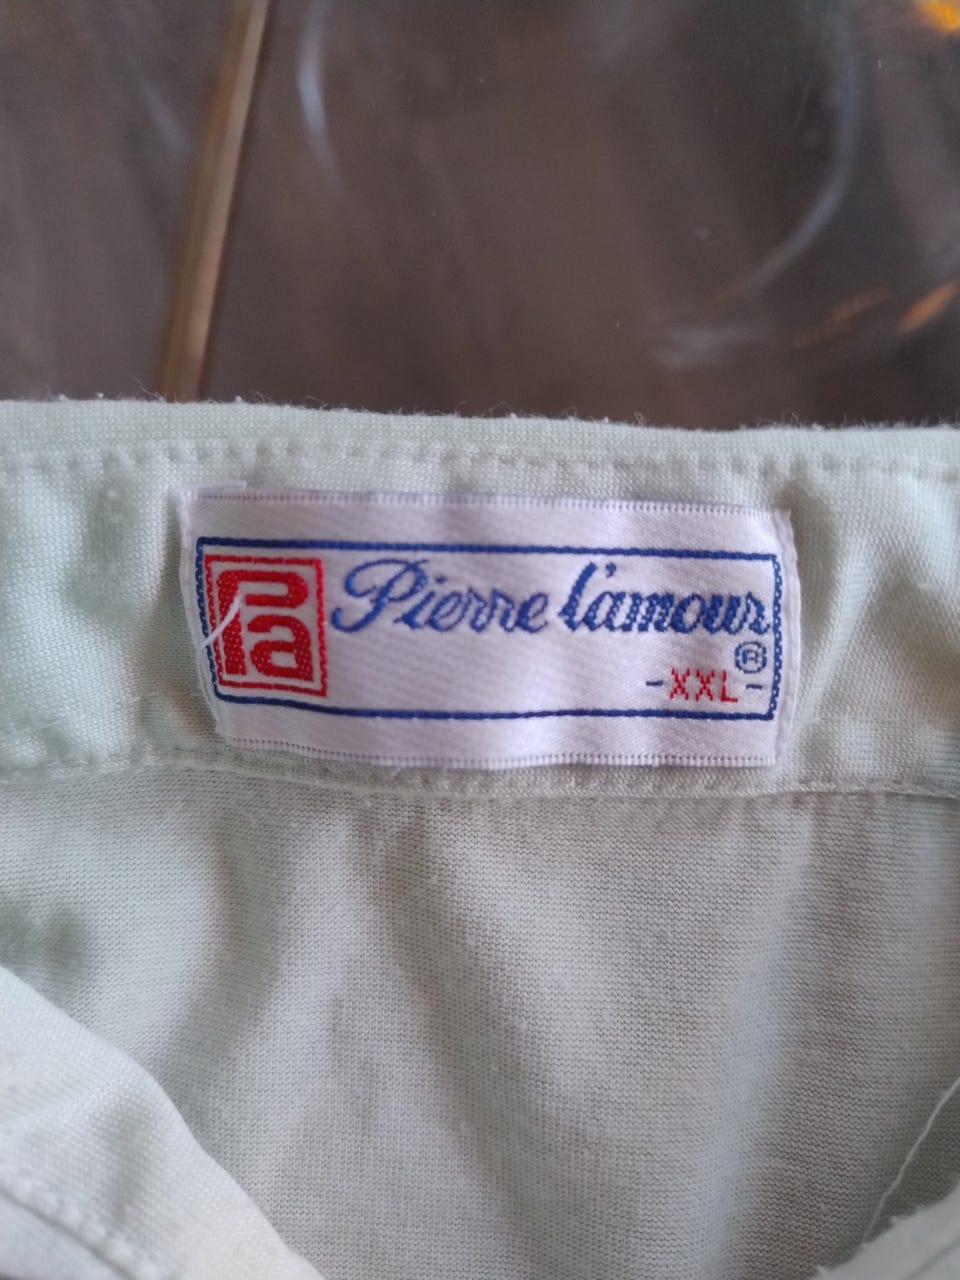 Pa
Pierre l'amour
®
-XXL-